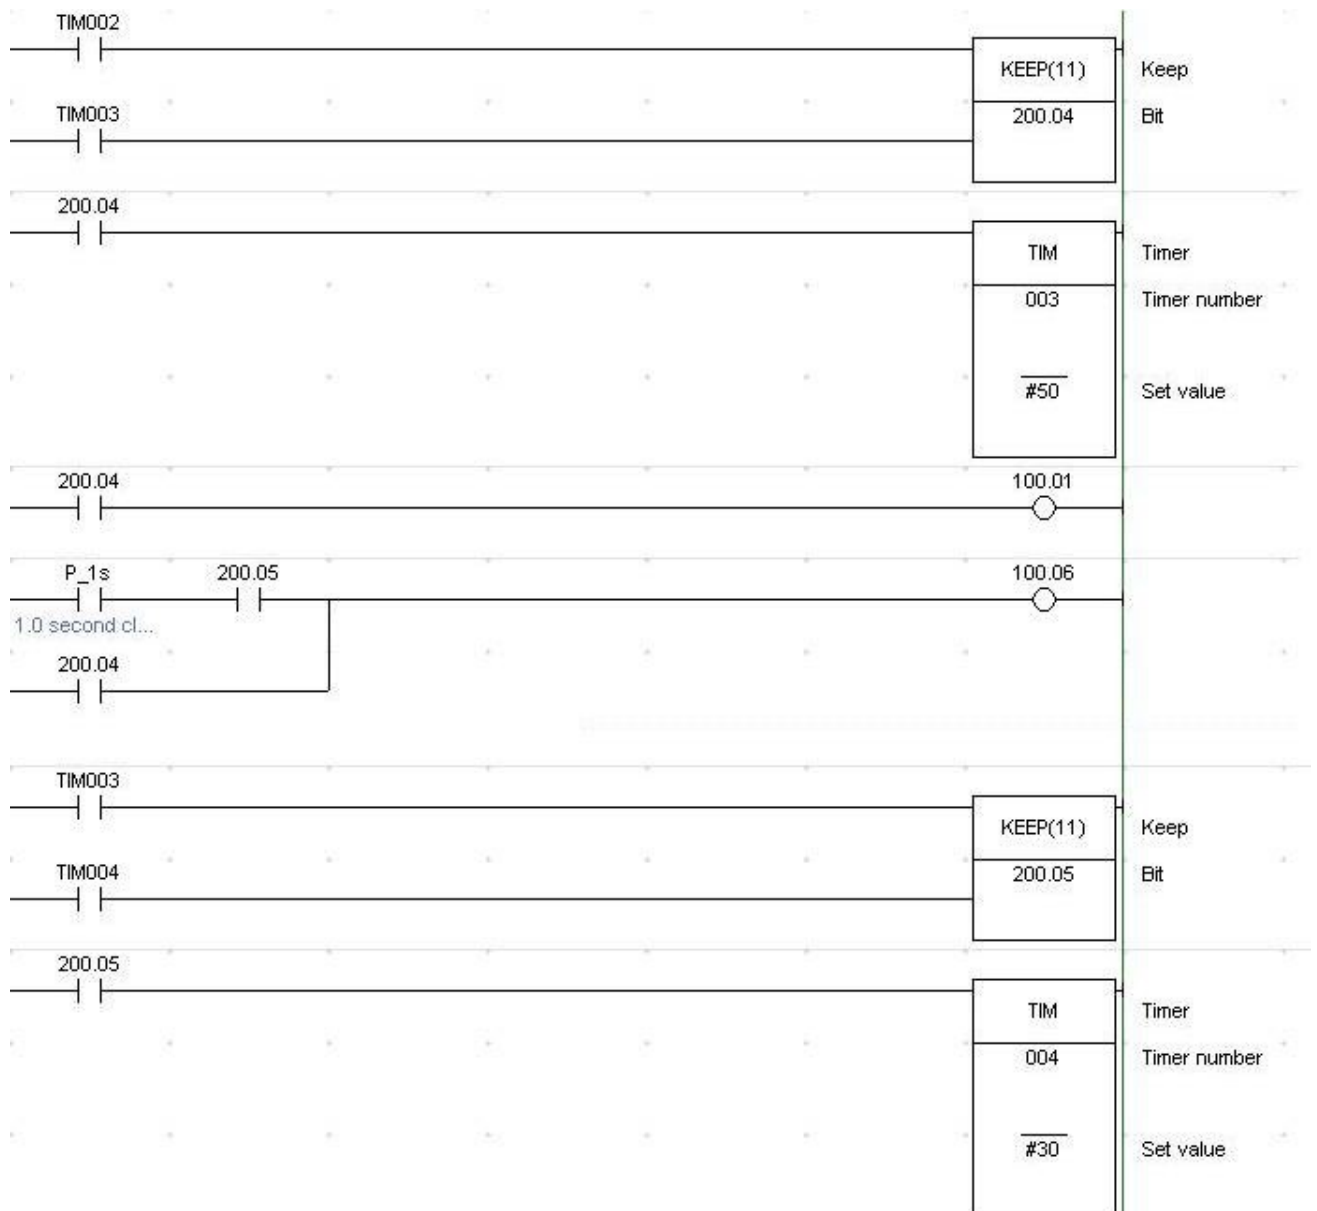 TIM002
KEEP(11) Keep
TIM003
200.04 Bit
200.04
TIM Timer
003 Timer number
#50 Set value
200.04 100.01
P_1s 200.05 100.06
1.0 second cl...
200.04
TIM003
KEEP(11) Keep
TIM004
200.05 Bit
200.05
TIM Timer
004 Timer number
#30 Set value